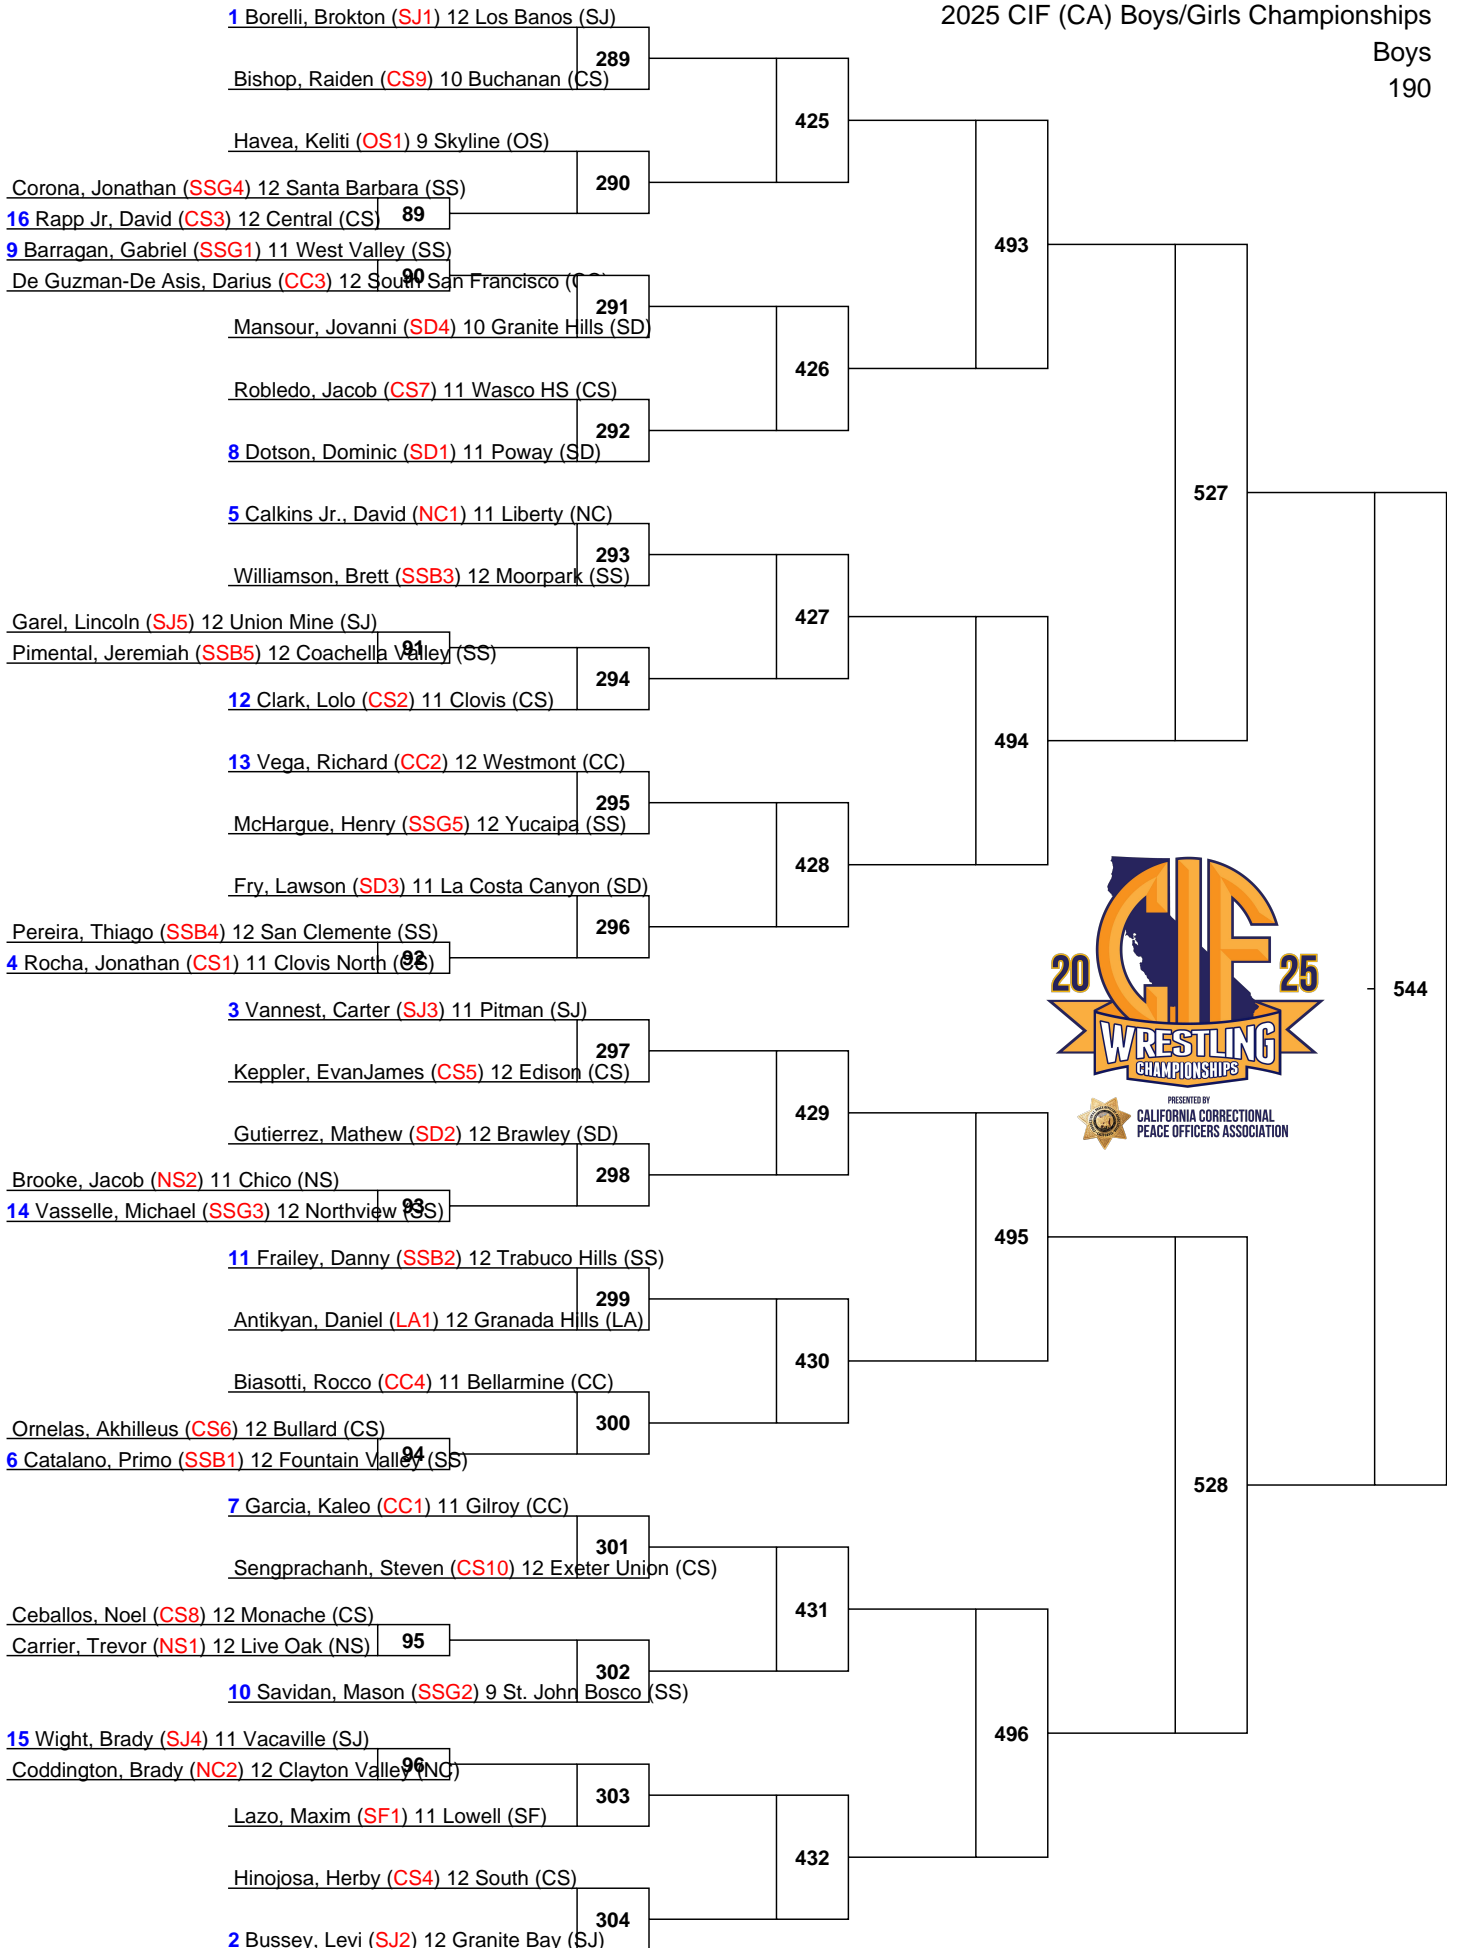 2025 CIF (CA) Boys/Girls Championships
Boys
190
1 Borelli, Brokton (SJ1) 12 Los Banos (SJ)
289
Bishop, Raiden (CS9) 10 Buchanan (CS)
425
Havea, Keliti (OS1) 9 Skyline (OS)
290
Corona, Jonathan (SSG4) 12 Santa Barbara (SS)
89
16 Rapp Jr, David (CS3) 12 Central (CS)
493
9 Barragan, Gabriel (SSG1) 11 West Valley (SS)
90
De Guzman-De Asis, Darius (CC3) 12 South San Francisco
291
Mansour, Jovanni (SD4) 10 Granite Hills (SD)
426
Robledo, Jacob (CS7) 11 Wasco HS (CS)
292
8 Dotson, Dominic (SD1) 11 Poway (SD)
527
5 Calkins Jr., David (NC1) 11 Liberty (NC)
293
Williamson, Brett (SSB3) 12 Moorpark (SS)
427
Garel, Lincoln (SJ5) 12 Union Mine (SJ)
91
Pimental, Jeremiah (SSB5) 12 Coachella Valley (SS)
294
12 Clark, Lolo (CS2) 11 Clovis (CS)
494
13 Vega, Richard (CC2) 12 Westmont (CC)
295
McHargue, Henry (SSG5) 12 Yucaipa (SS)
428
Fry, Lawson (SD3) 11 La Costa Canyon (SD)
296
Pereira, Thiago (SSB4) 12 San Clemente (SS)
92
4 Rocha, Jonathan (CS1) 11 Clovis North (CS)
544
3 Vannest, Carter (SJ3) 11 Pitman (SJ)
297
Keppler, EvanJames (CS5) 12 Edison (CS)
429
Gutierrez, Mathew (SD2) 12 Brawley (SD)
298
Brooke, Jacob (NS2) 11 Chico (NS)
93
14 Vasselle, Michael (SSG3) 12 Northview (SS)
495
11 Frailey, Danny (SSB2) 12 Trabuco Hills (SS)
299
Antikyan, Daniel (LA1) 12 Granada Hills (LA)
430
Biasotti, Rocco (CC4) 11 Bellarmine (CC)
300
Ornelas, Akhilleus (CS6) 12 Bullard (CS)
94
6 Catalano, Primo (SSB1) 12 Fountain Valley (SS)
528
7 Garcia, Kaleo (CC1) 11 Gilroy (CC)
301
Sengprachanh, Steven (CS10) 12 Exeter Union (CS)
431
Ceballos, Noel (CS8) 12 Monache (CS)
95
Carrier, Trevor (NS1) 12 Live Oak (NS)
302
10 Savidan, Mason (SSG2) 9 St. John Bosco (SS)
496
15 Wight, Brady (SJ4) 11 Vacaville (SJ)
96
Coddington, Brady (NC2) 12 Clayton Valley (NC)
303
Lazo, Maxim (SF1) 11 Lowell (SF)
432
Hinojosa, Herby (CS4) 12 South (CS)
304
2 Bussey, Levi (SJ2) 12 Granite Bay (SJ)
20 CIF 25
WRESTLING
CHAMPIONSHIPS
PRESENTED BY
CALIFORNIA CORRECTIONAL
PEACE OFFICERS ASSOCIATION